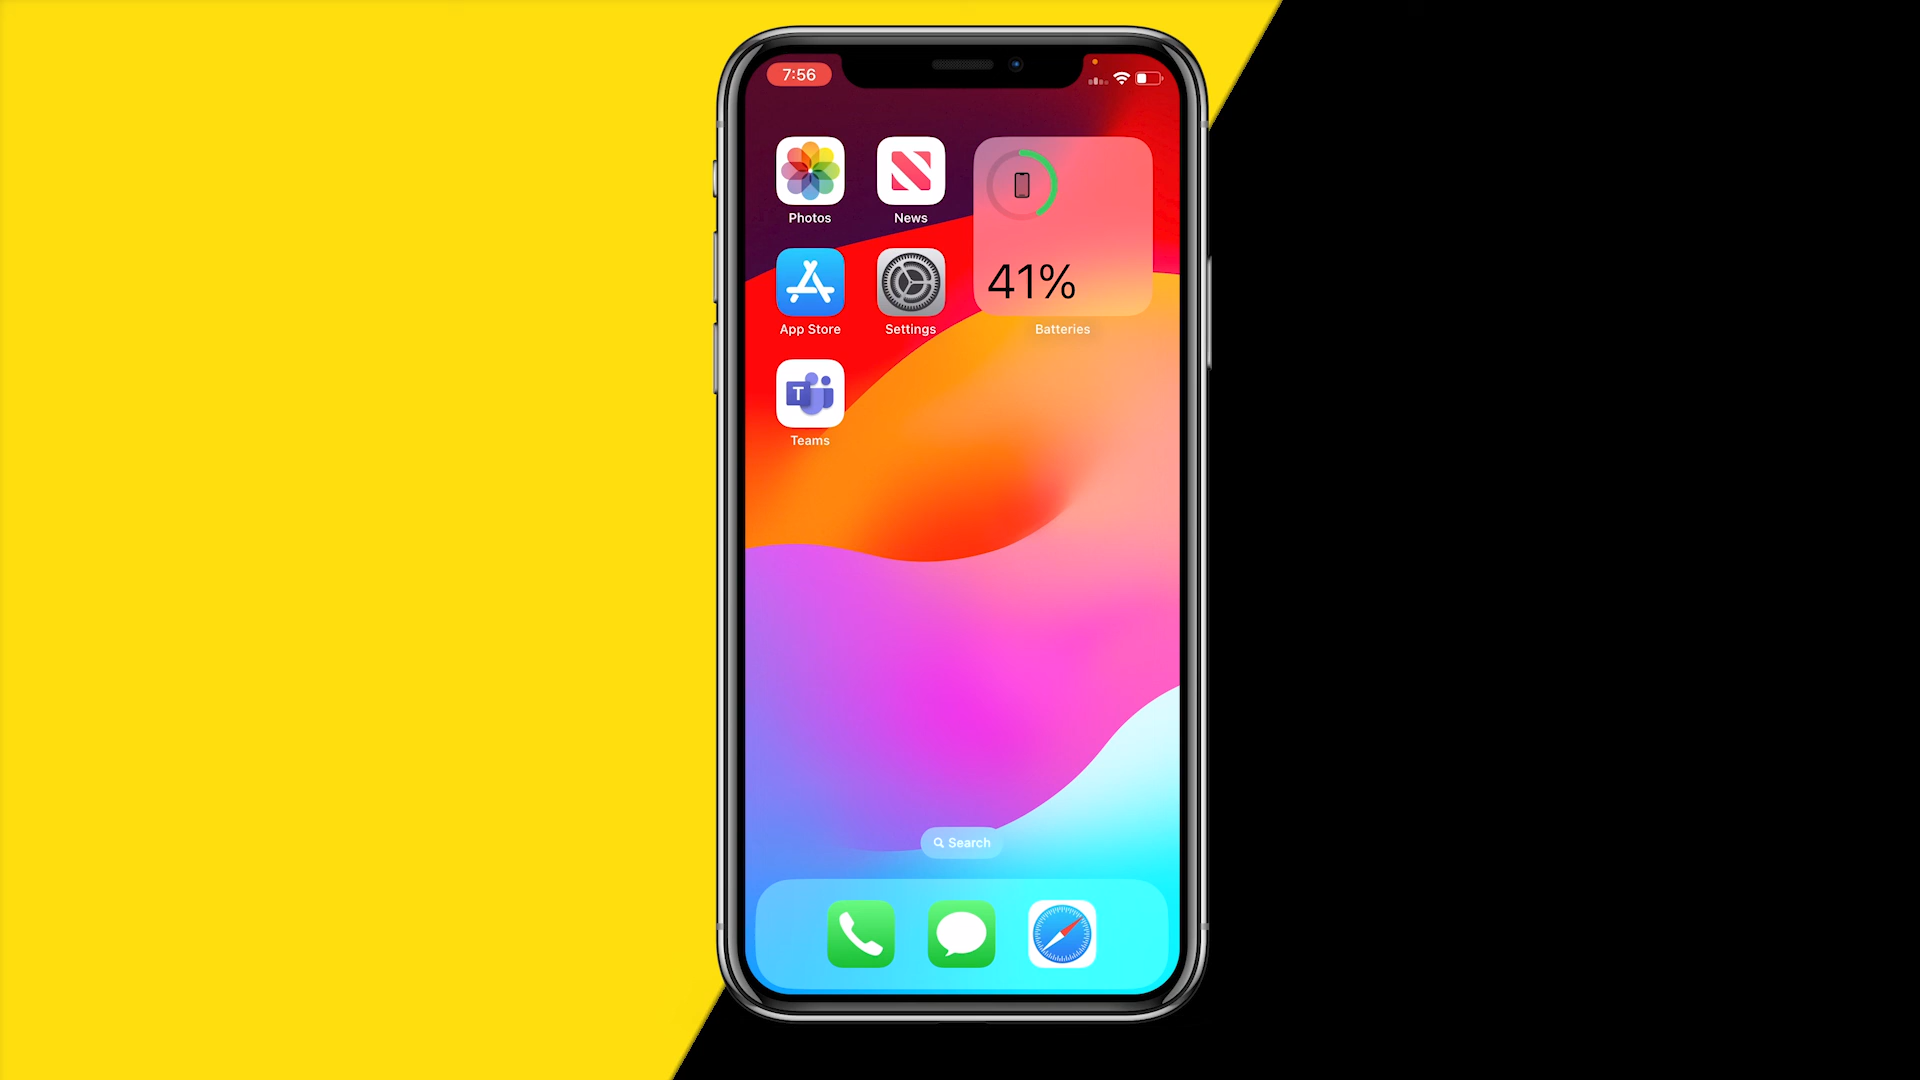 7:56
Photos
News
41%
App Store
Settings
Batteries
T
Teams
Search